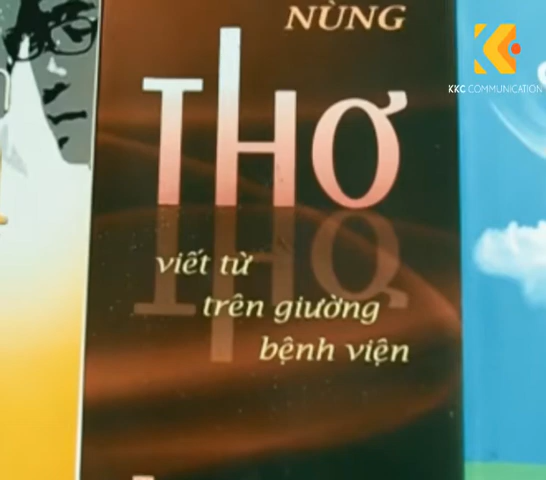 NÙNG
KKC COMMUNICATION
THƠ
viết từ
trên giường
bệnh viện